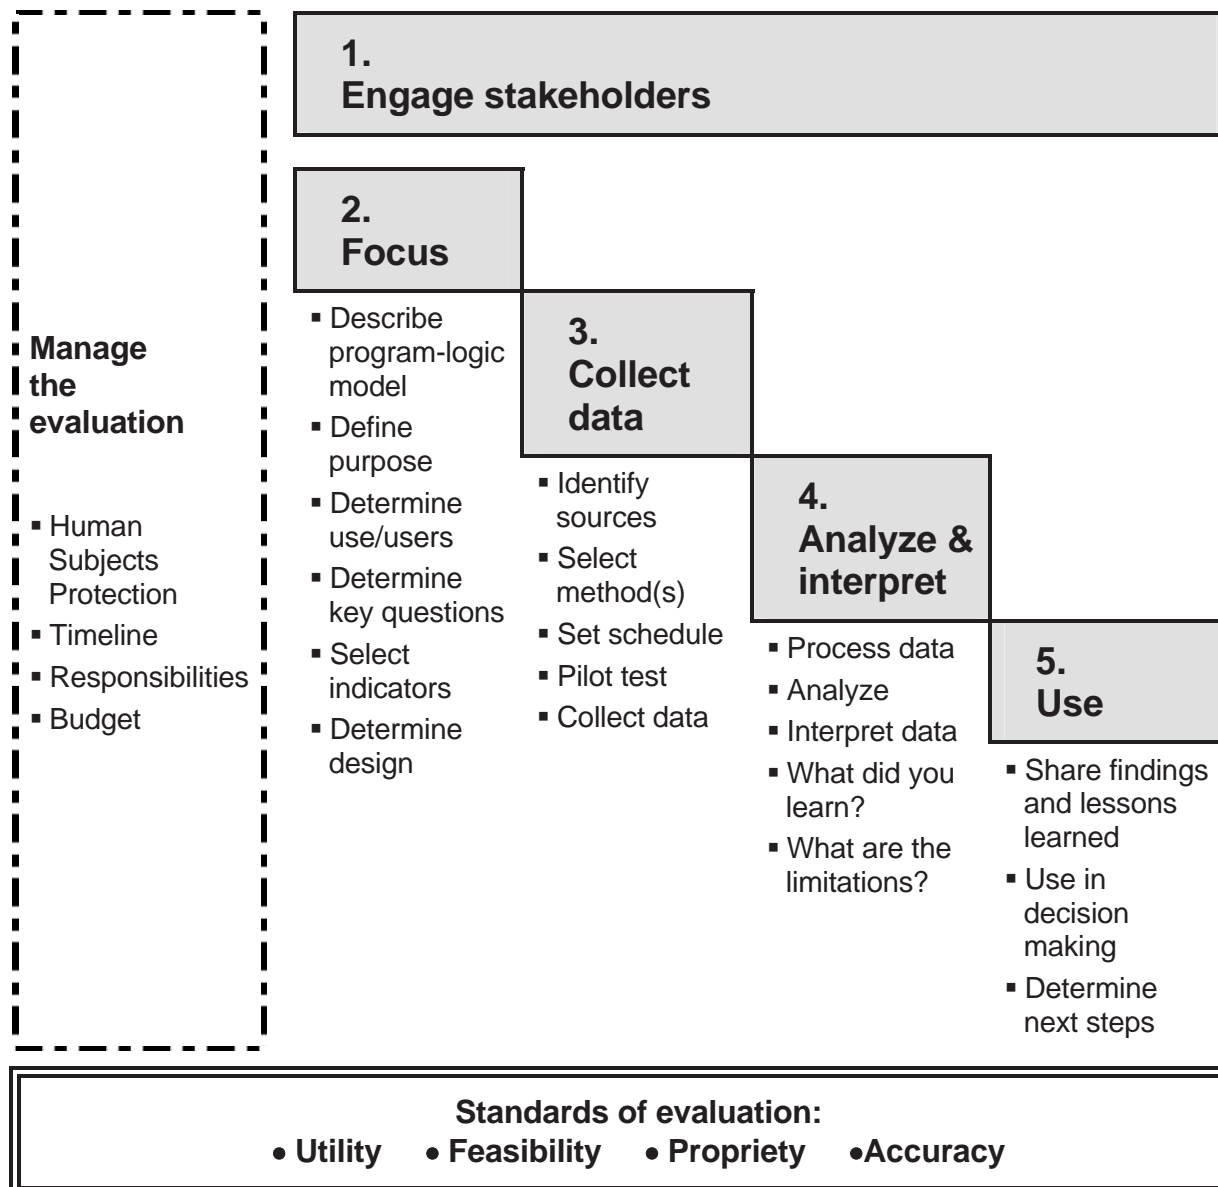 1.
Engage stakeholders
2.
Focus
▪ Describe
program-logic
model
▪ Define
purpose
▪ Determine
use/users
▪ Determine
key questions
▪ Select
indicators
▪ Determine
design
3.
Collect
data
▪ Identify
sources
▪ Select
method(s)
▪ Set schedule
▪ Pilot test
▪ Collect data
4.
Analyze &
interpret
▪ Process data
▪ Analyze
▪ Interpret data
▪ What did you
learn?
▪ What are the
limitations?
5.
Use
▪ Share findings
and lessons
learned
▪ Use in
decision
making
▪ Determine
next steps
Manage
the
evaluation
▪ Human
Subjects
Protection
▪ Timeline
▪ Responsibilities
▪ Budget
Standards of evaluation:
● Utility ● Feasibility ● Propriety ●Accuracy